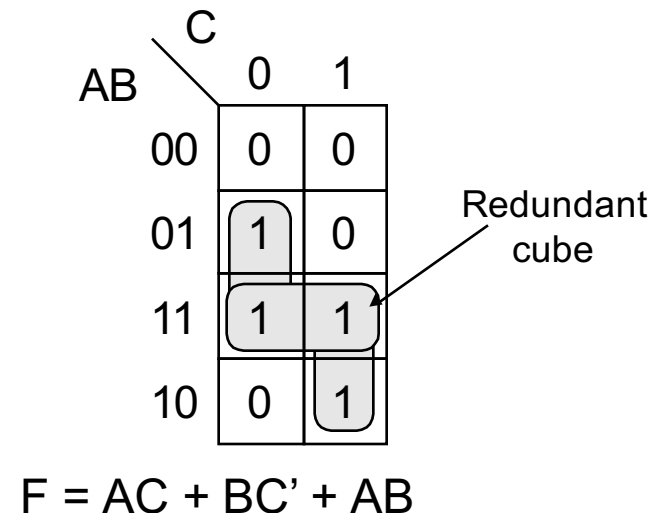 C
AB 0 1
00 0 0
01 1 0
11 1 1
10 0 1
Redundant
cube
F = AC + BC’ + AB